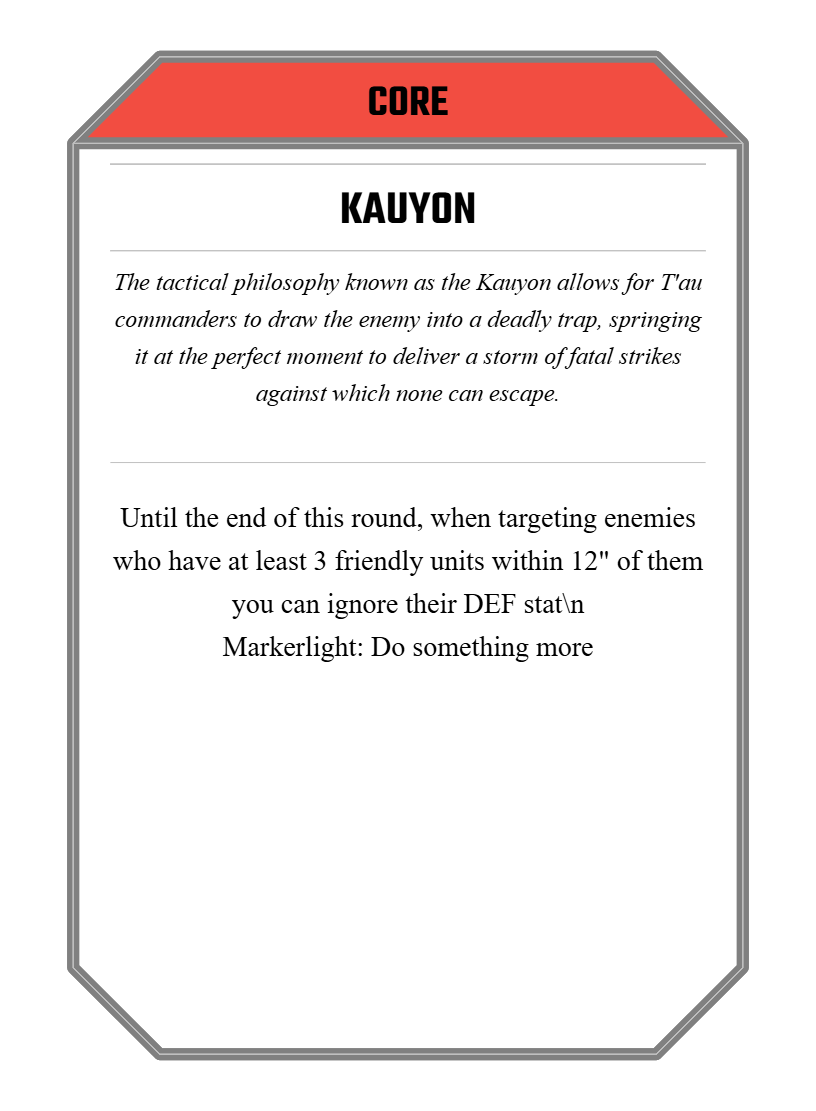 CORE
KAUYON
The tactical philosophy known as the Kauyon allows for T'au
commanders to draw the enemy into a deadly trap, springing
it at the perfect moment to deliver a storm of fatal strikes
against which none can escape.
Until the end of this round, when targeting enemies
who have at least 3 friendly units within 12" of them
you can ignore their DEF stat\n
Markerlight: Do something more